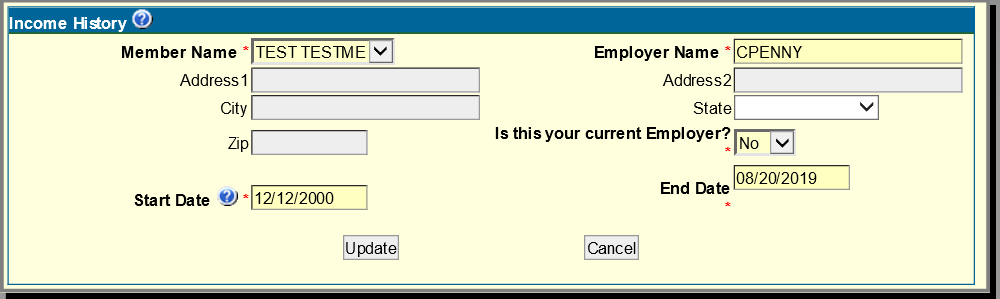 Income History ?
Member Name * TEST TESTME Employer Name * CPENNY
Address1 Address2
City State
Zip Is this your current Employer? * No
Start Date ? * 12/12/2000 End Date * 08/20/2019
Update Cancel